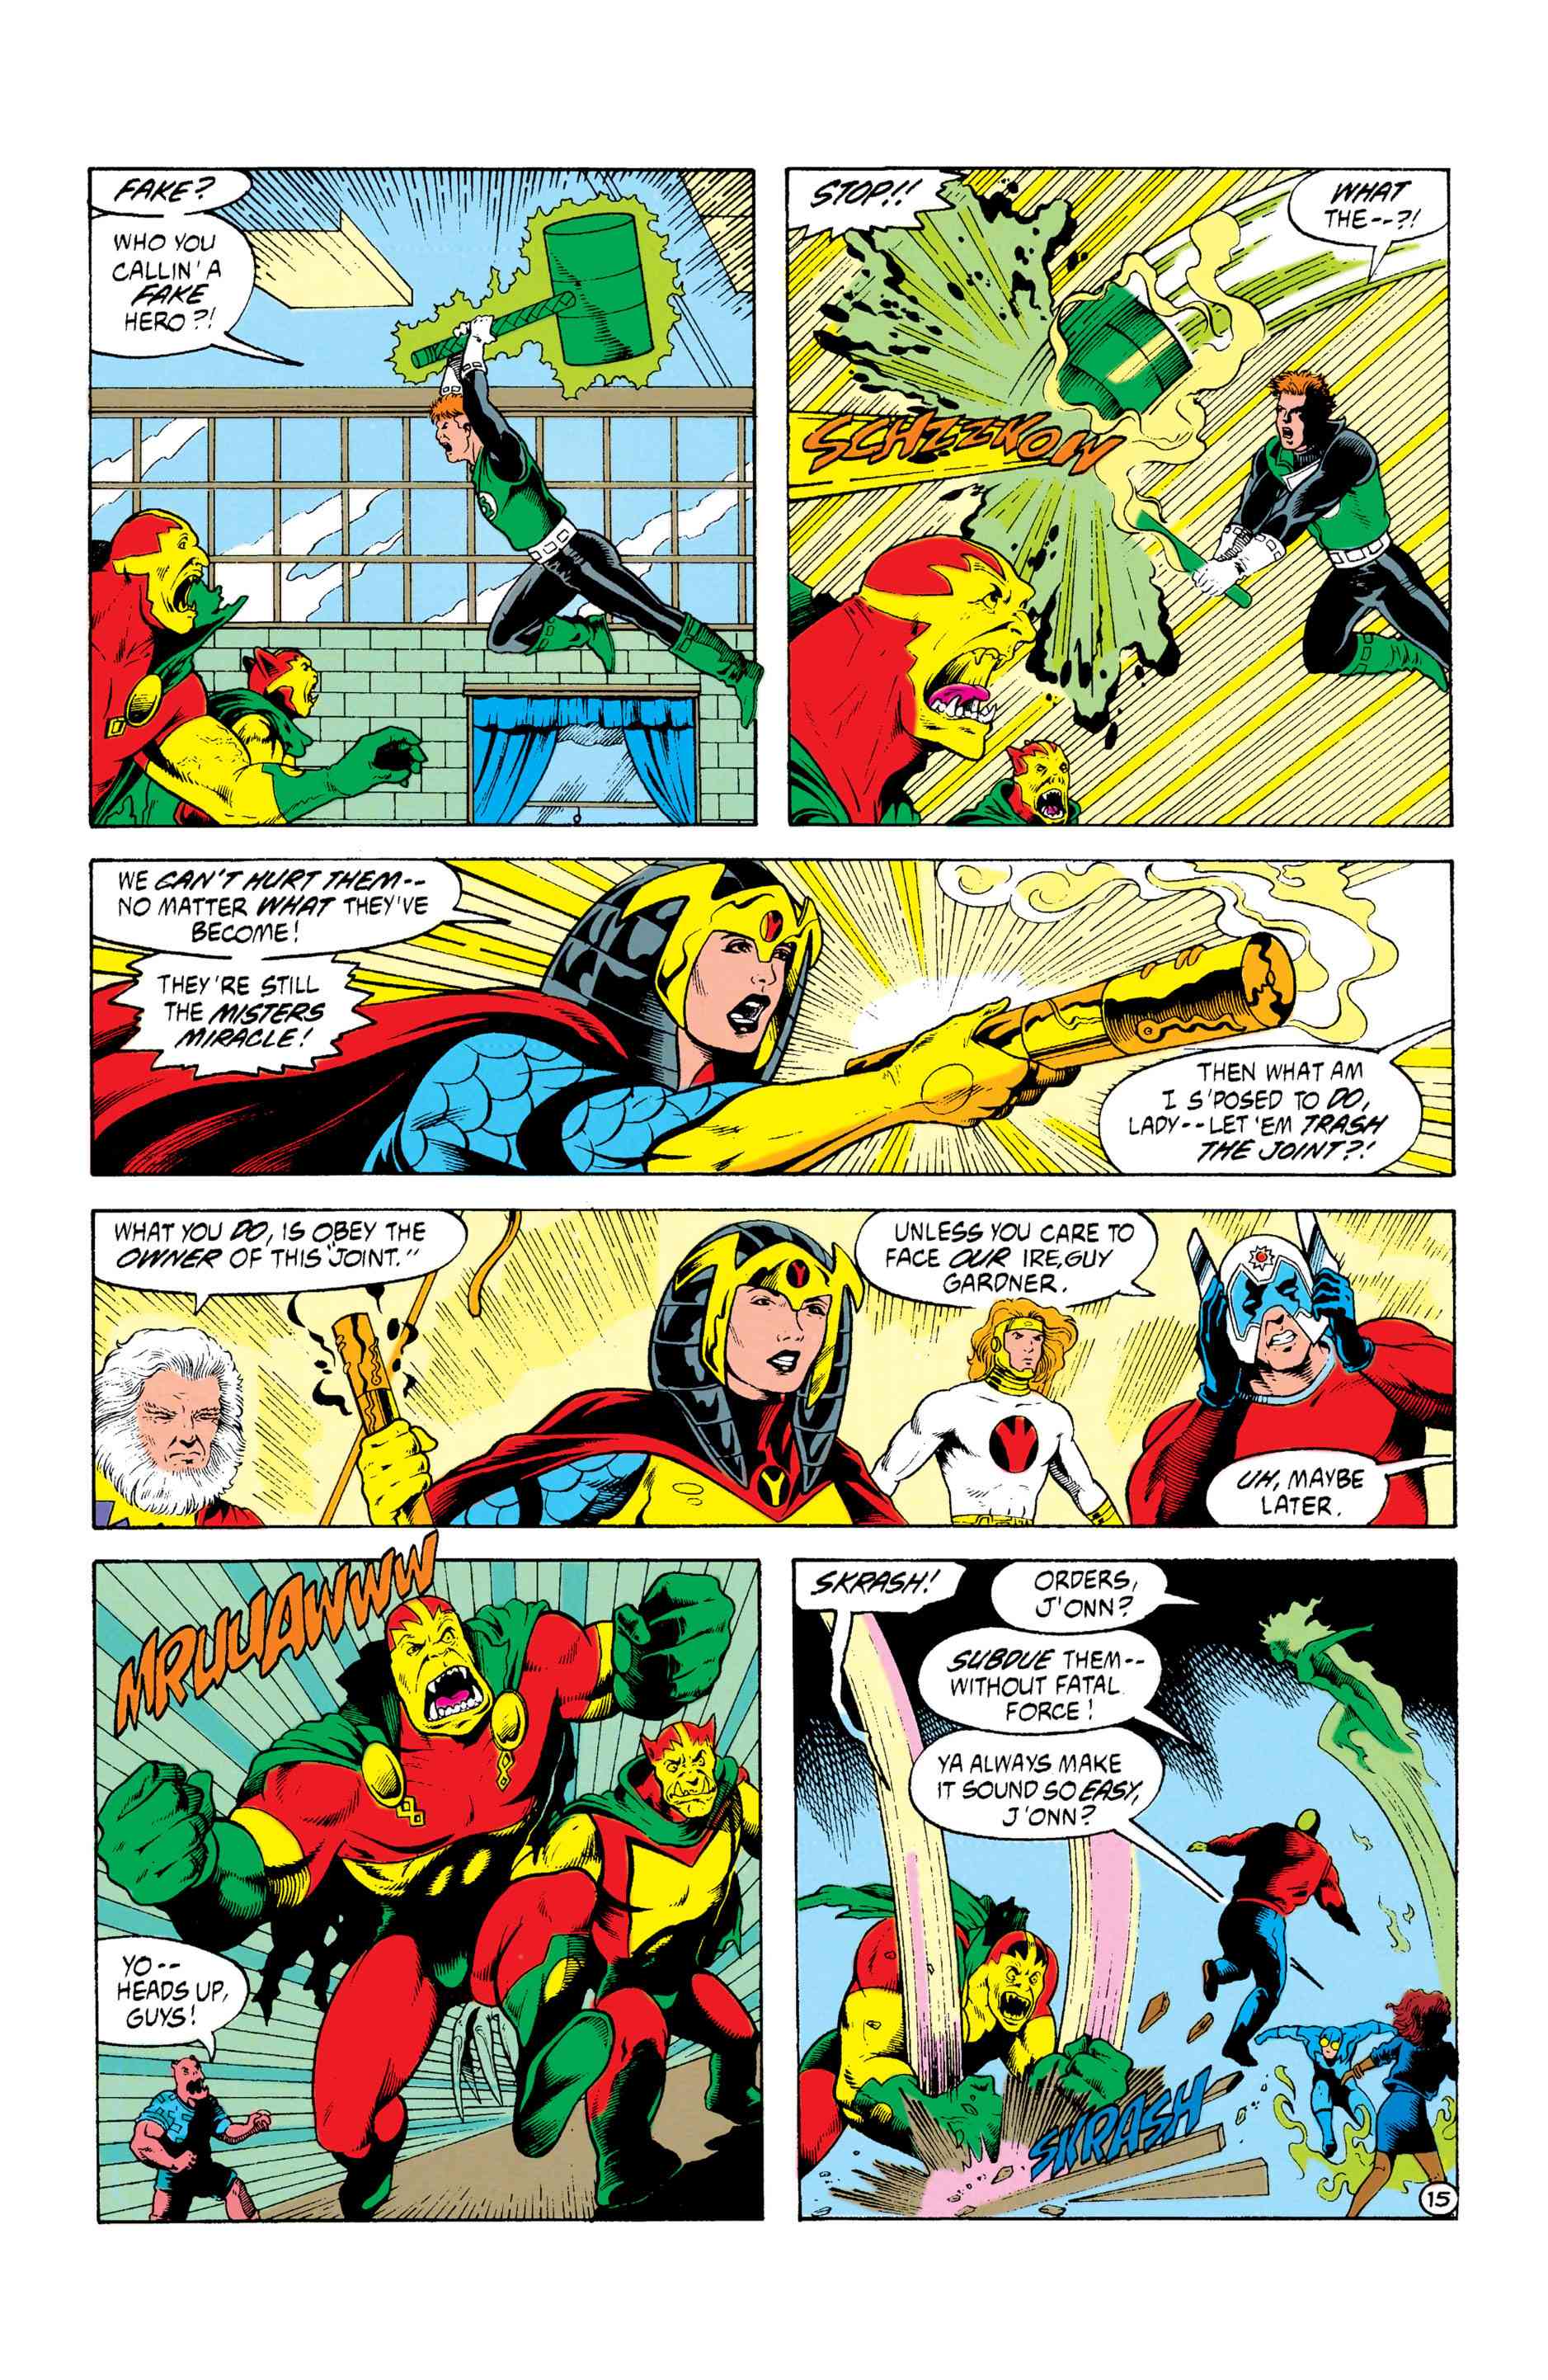 FAKE?
WHO YOU
CALLIN' A
FAKE
HERO?!
STOP!!
WHAT
THE--?!
SCHZZKOW
WE CAN'T HURT THEM--
NO MATTER WHAT THEY'VE
BECOME!
THEY'RE STILL
THE MISTERS
MIRACLE!
THEN WHAT AM
I S'POSED TO DO,
LADY--LET 'EM TRASH
THE JOINT?!
WHAT YOU DO, IS OBEY THE
OWNER OF THIS "JOINT."
UNLESS YOU CARE TO
FACE OUR IRE, GUY
GARDNER.
UH, MAYBE
LATER.
MRUUAWWW
YO--
HEADS UP,
GUYS!
SKRASH!
ORDERS,
J'ONN?
SUBDUE THEM--
WITHOUT FATAL
FORCE!
YA ALWAYS MAKE
IT SOUND SO EASY,
J'ONN?
SKRASH
15